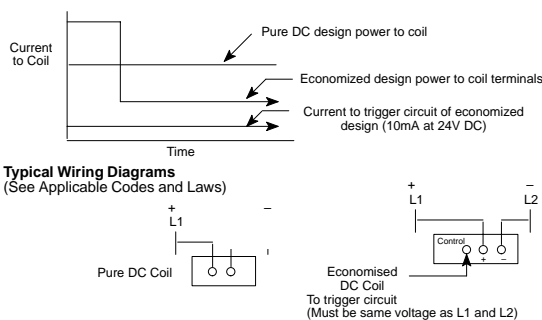 Pure DC design power to coil
Current
to Coil
Economized design power to coil terminals
Current to trigger circuit of economized
design (10mA at 24V DC)
Time
Typical Wiring Diagrams
(See Applicable Codes and Laws)
+
–
L1
Pure DC Coil
+
–
L1
L2
Control
+
–
Economised
DC Coil
To trigger circuit
(Must be same voltage as L1 and L2)